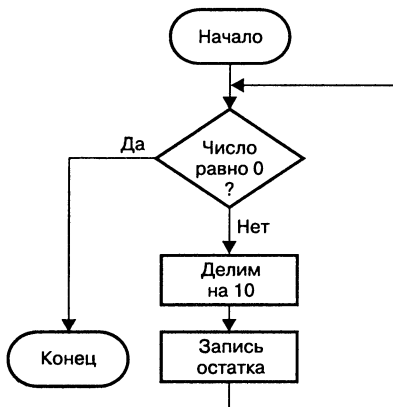 Начало
Да
Число
равно 0
?
Нет
Делим
на 10
Конец
Запись
остатка